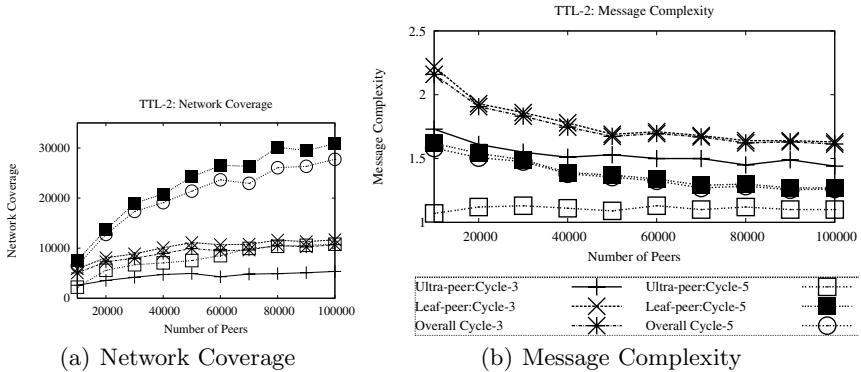 TTL-2: Network Coverage
Network Coverage
30000
20000
10000
0
20000 40000 60000 80000 100000
Number of Peers
(a) Network Coverage
TTL-2: Message Complexity
Message Complexity
2.5
2
1.5
1
20000 40000 60000 80000 100000
Number of Peers
Ultra-peer:Cycle-3 Ultra-peer:Cycle-5
Leaf-peer:Cycle-3 Leaf-peer:Cycle-5
Overall Cycle-3 Overall Cycle-5
(b) Message Complexity